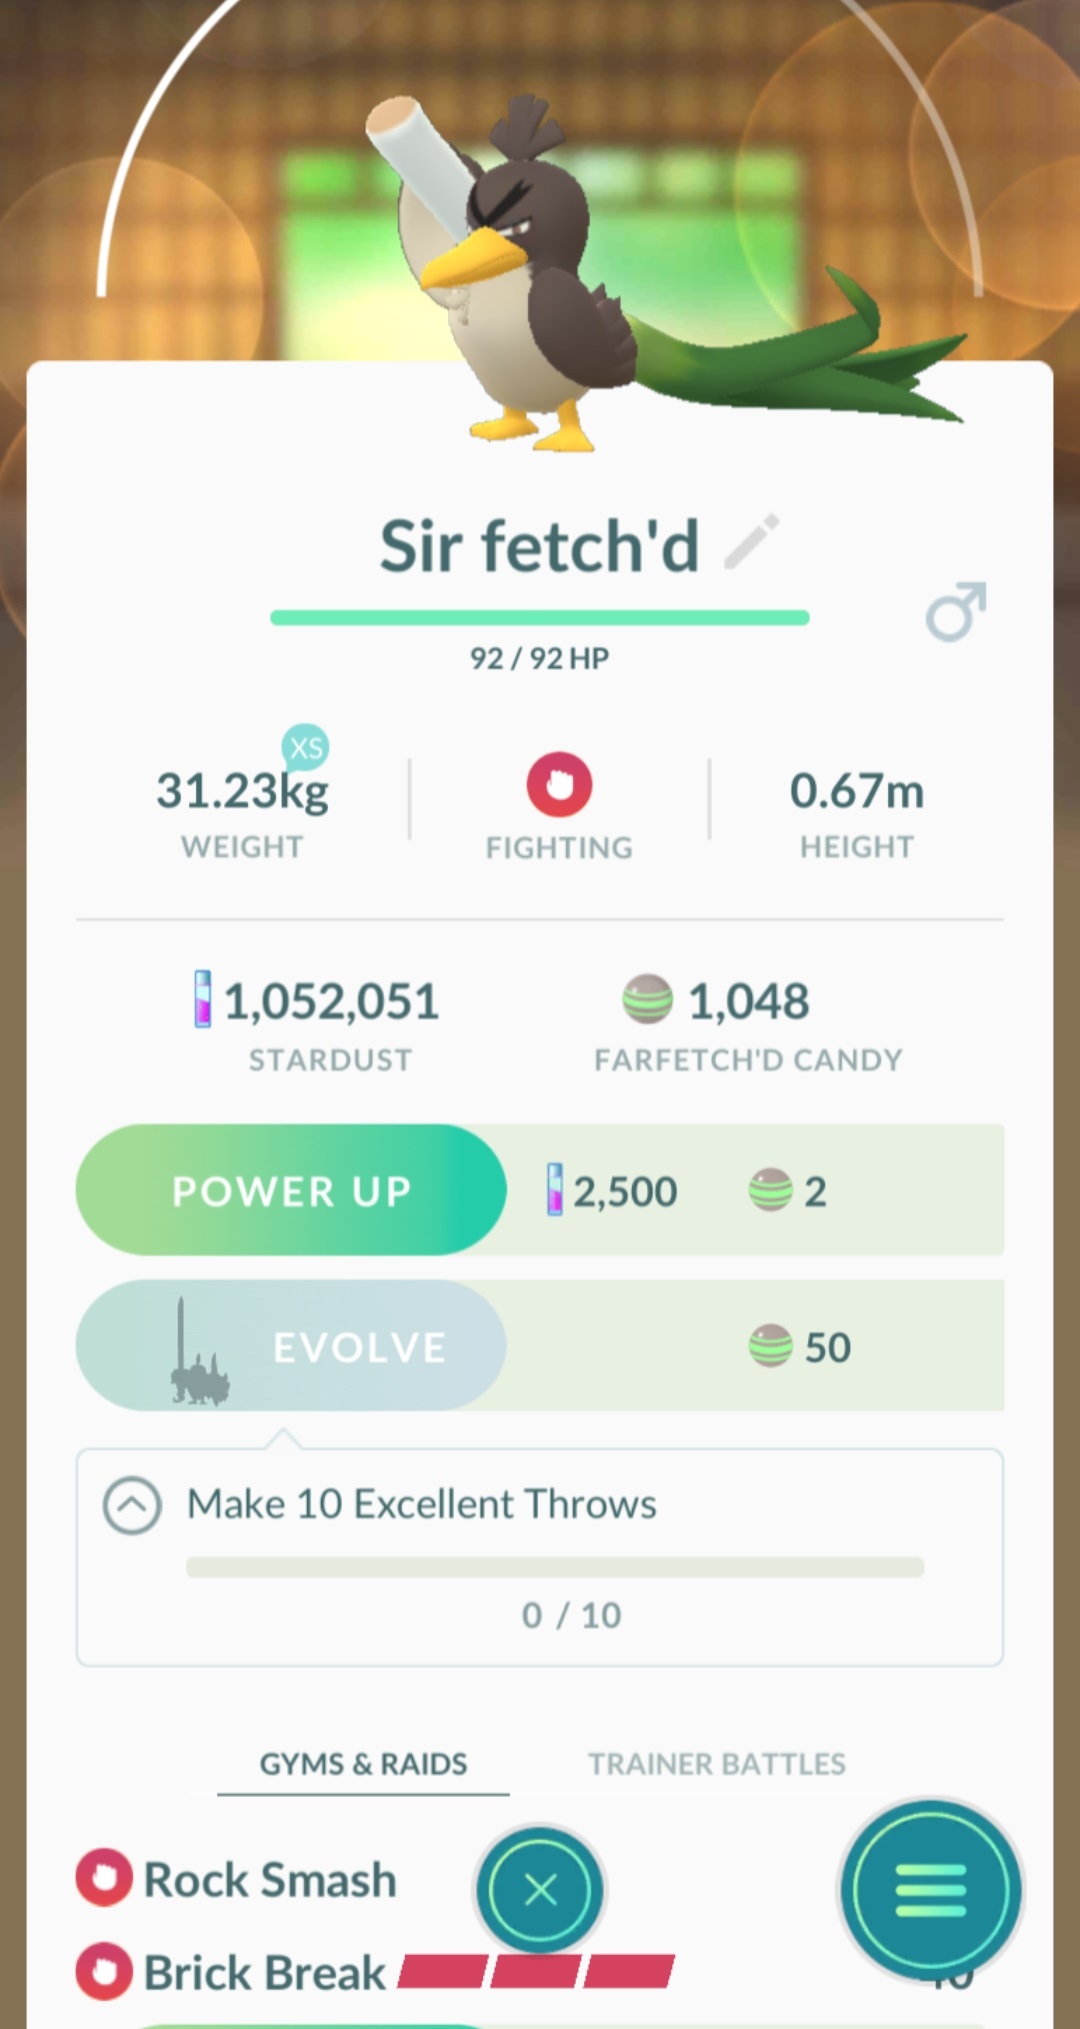 Sir fetch'd
92 / 92 HP
XS
31.23kg
WEIGHT
FIGHTING
0.67m
HEIGHT
1,052,051
STARDUST
1,048
FARFETCH'D CANDY
POWER UP 2,500 2
EVOLVE 50
Make 10 Excellent Throws
0 / 10
GYMS & RAIDS TRAINER BATTLES
Rock Smash
Brick Break